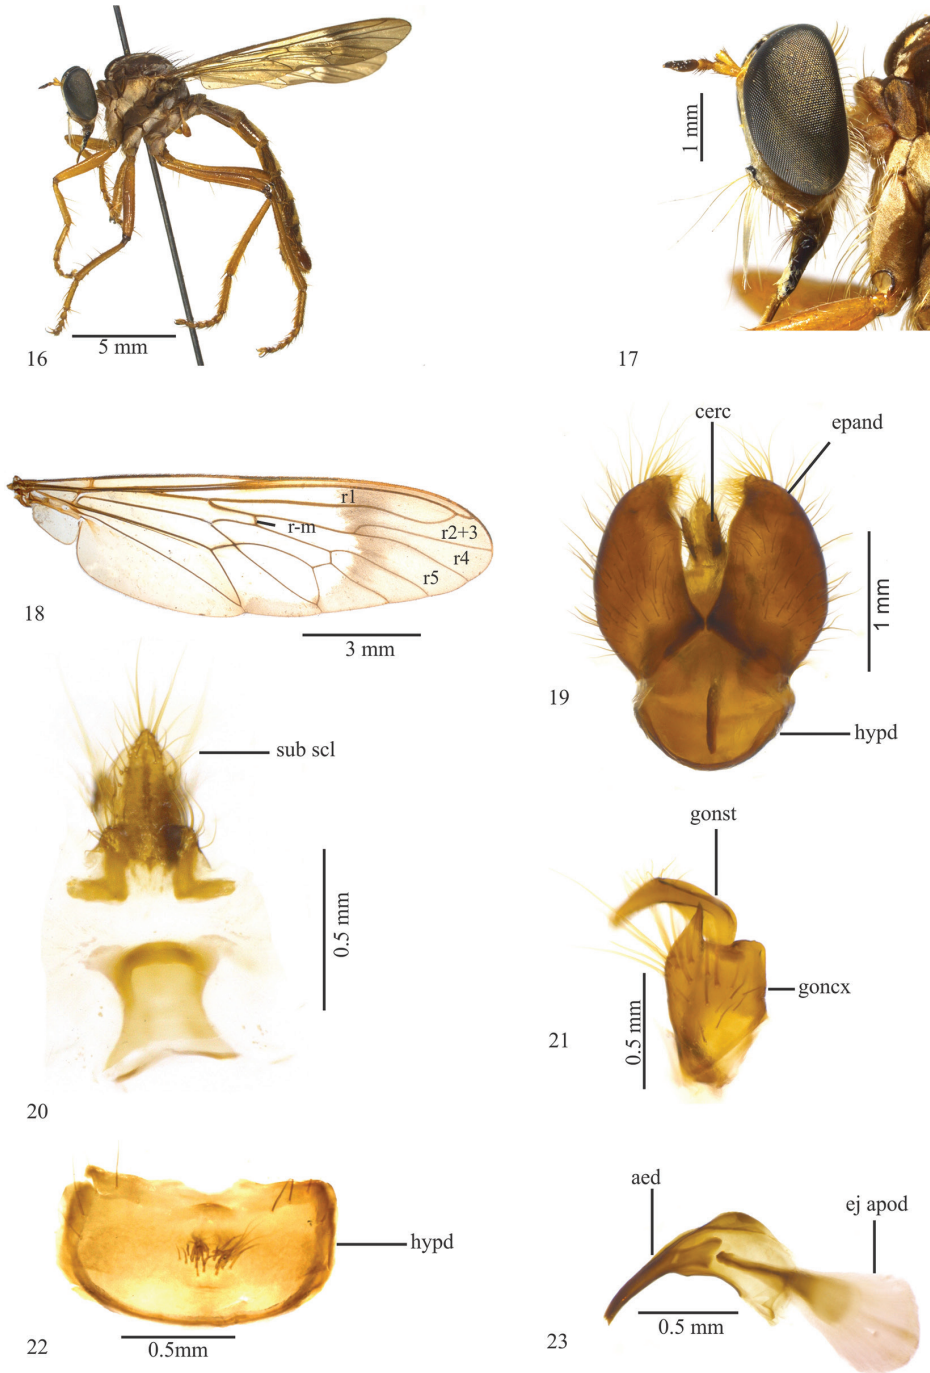 5 mm
16
1 mm
17
r1
r-m
r2+3
r4
r5
18
3 mm
cerc
epand
1 mm
19
hypd
sub scl
0.5 mm
20
gonst
goncx
0.5 mm
21
hypd
0.5mm
22
aed
ej apod
0.5 mm
23